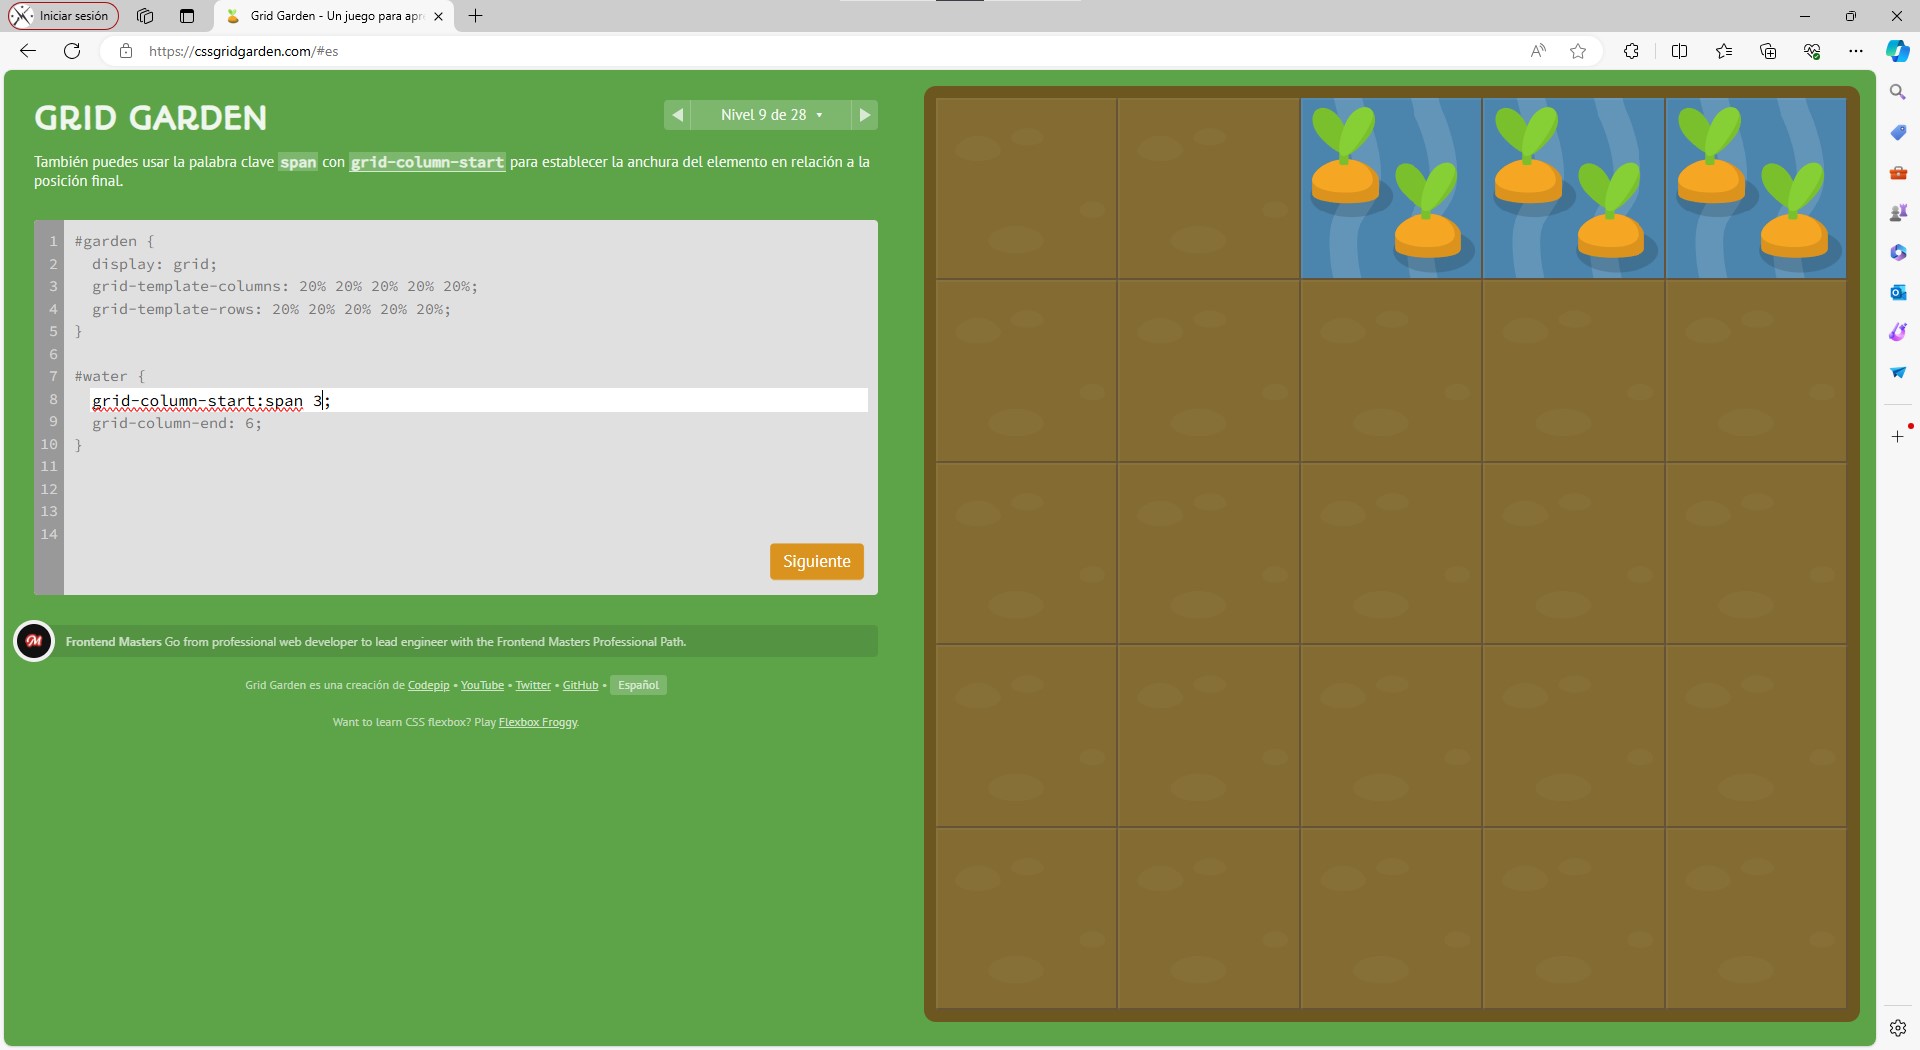 Iniciar sesión
Grid Garden - Un juego para apr
https://cssgridgarden.com/#es
GRID GARDEN
Nivel 9 de 28
También puedes usar la palabra clave span con grid-column-start para establecer la anchura del elemento en relación a la
posición final.
1 #garden {
2 display: grid;
3 grid-template-columns: 20% 20% 20% 20% 20%;
4 grid-template-rows: 20% 20% 20% 20% 20%;
5 }
6
7 #water {
8 grid-column-start:span 3;
9 grid-column-end: 6;
10 }
11
12
13
14
Siguiente
Frontend Masters Go from professional web developer to lead engineer with the Frontend Masters Professional Path.
Grid Garden es una creación de Codepip • YouTube • Twitter • GitHub • Español
Want to learn CSS flexbox? Play Flexbox Froggy.